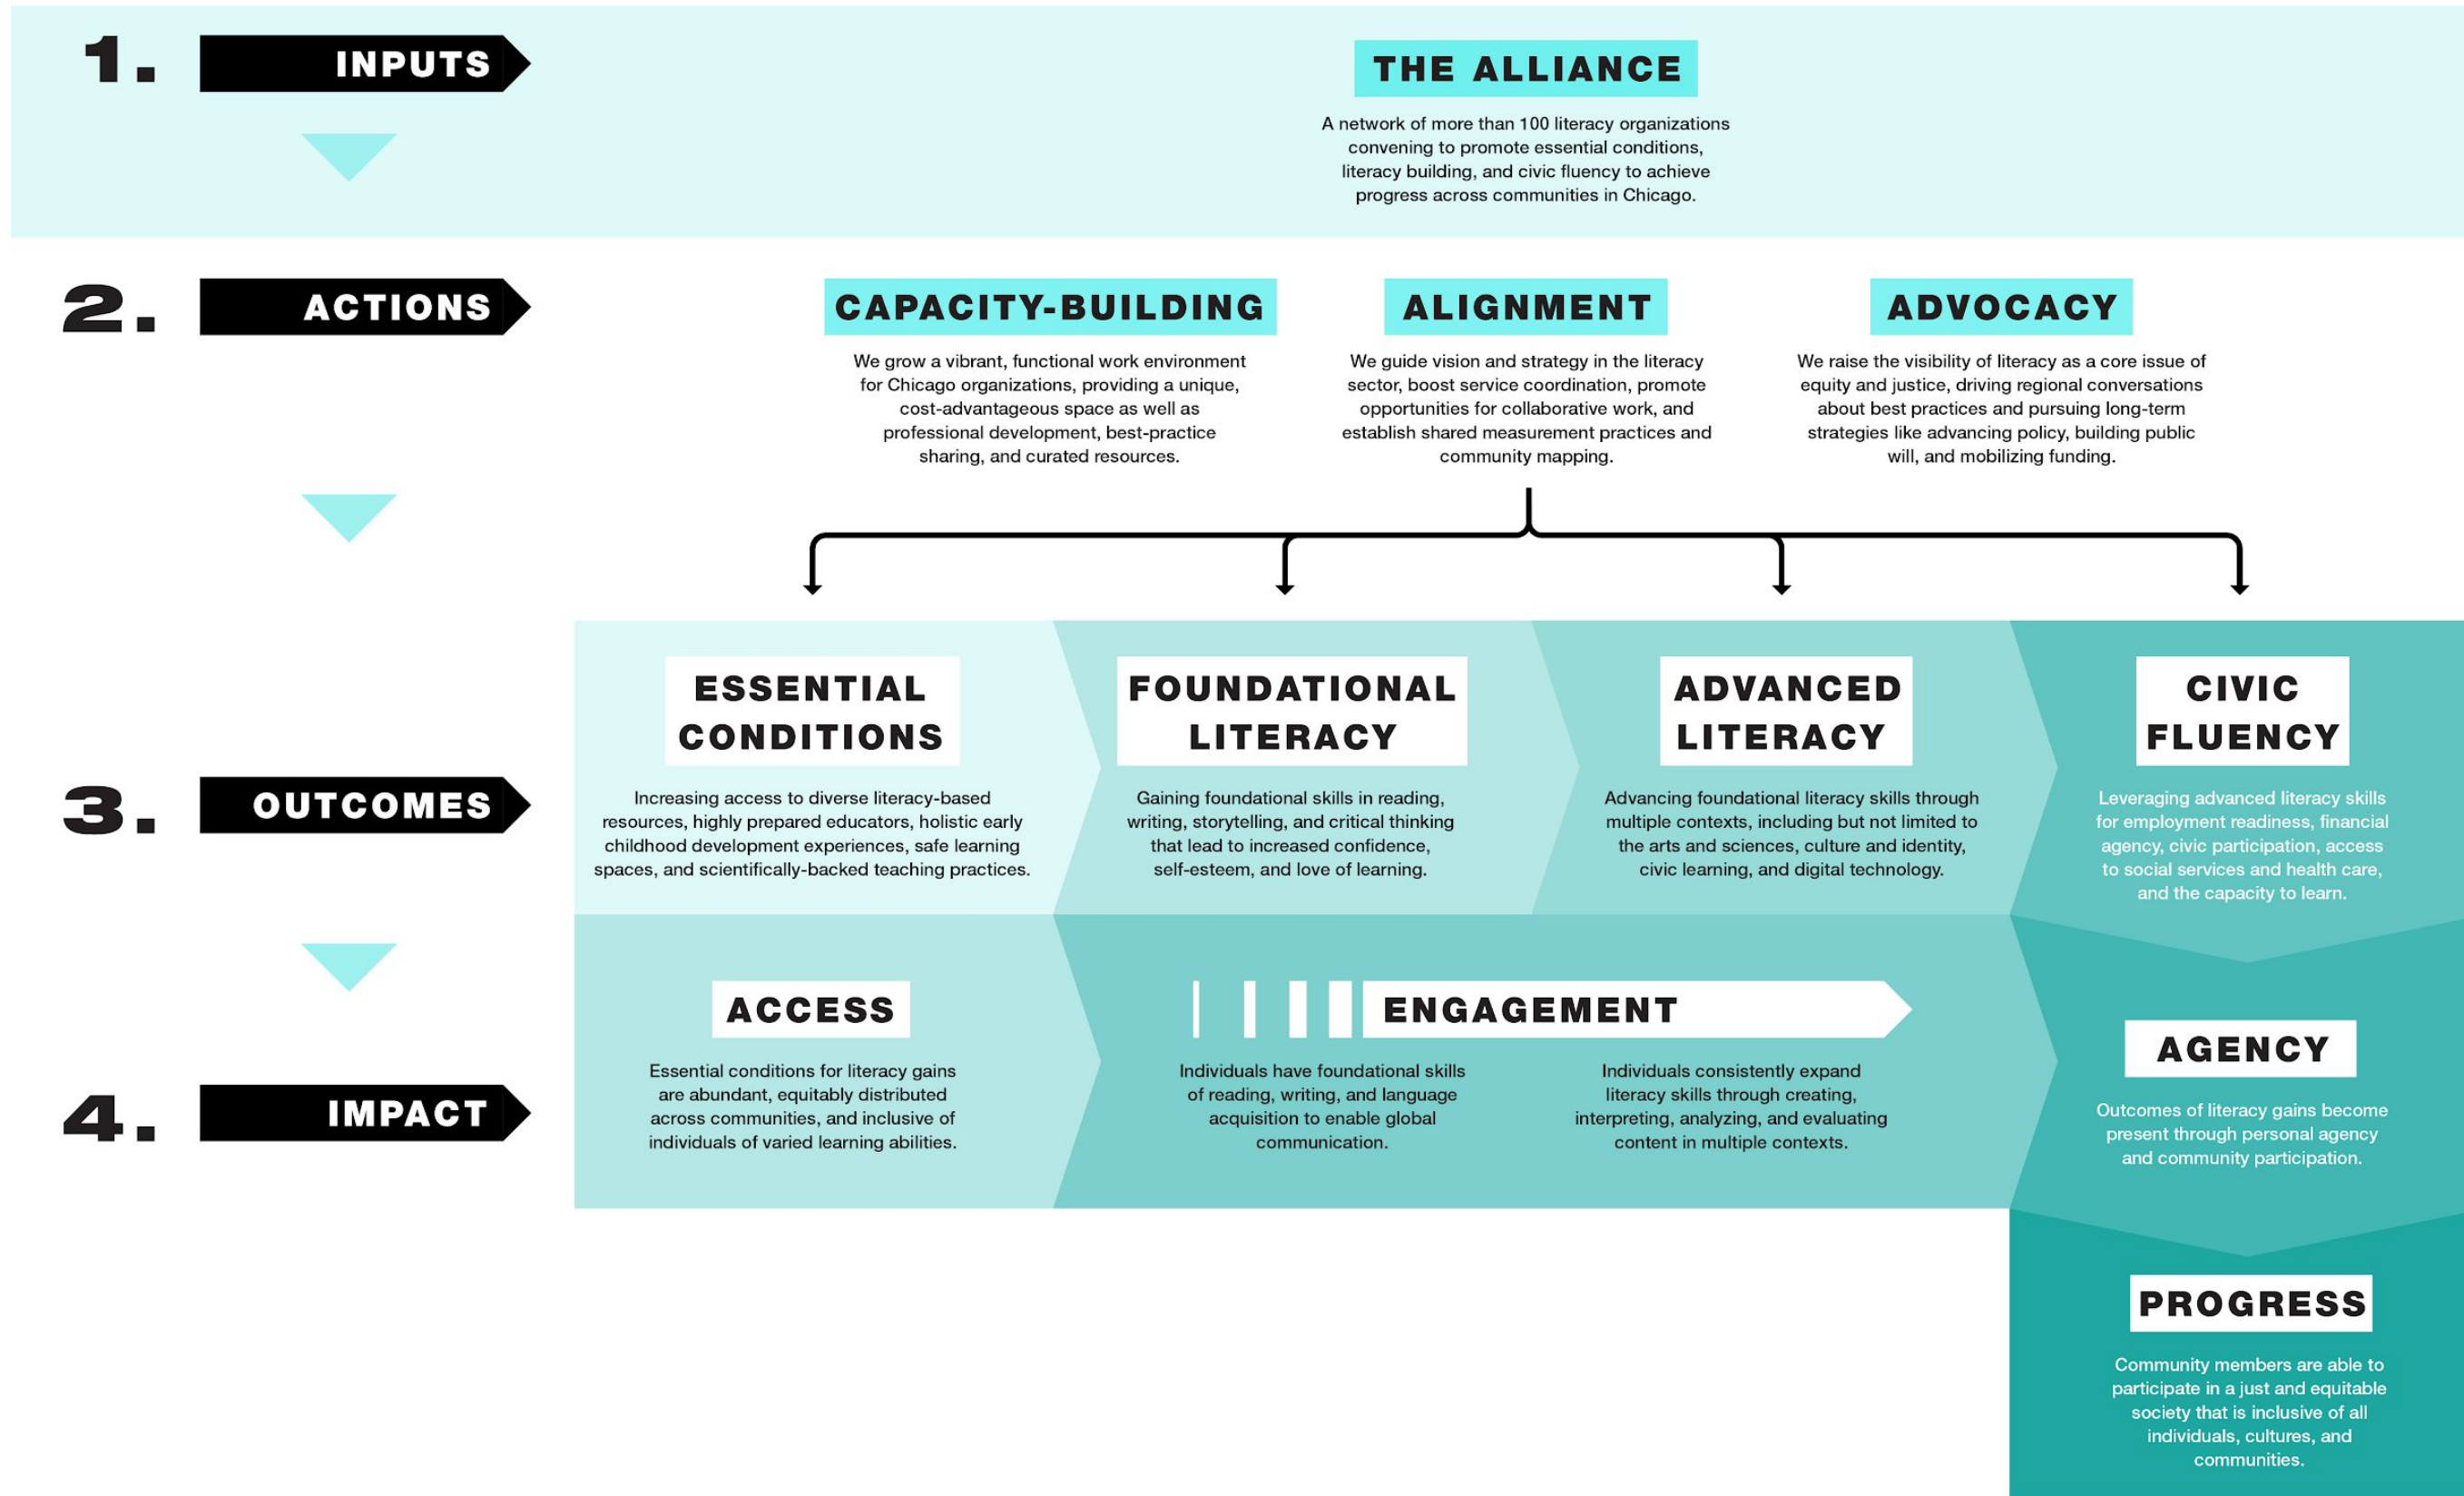 1. INPUTS
THE ALLIANCE
A network of more than 100 literacy organizations
convening to promote essential conditions,
literacy building, and civic fluency to achieve
progress across communities in Chicago.
2. ACTIONS
CAPACITY-BUILDING
We grow a vibrant, functional work environment
for Chicago organizations, providing a unique,
cost-advantageous space as well as
professional development, best-practice
sharing, and curated resources.
ALIGNMENT
We guide vision and strategy in the literacy
sector, boost service coordination, promote
opportunities for collaborative work, and
establish shared measurement practices and
community mapping.
ADVOCACY
We raise the visibility of literacy as a core issue of
equity and justice, driving regional conversations
about best practices and pursuing long-term
strategies like advancing policy, building public
will, and mobilizing funding.
3. OUTCOMES
ESSENTIAL
CONDITIONS
Increasing access to diverse literacy-based
resources, highly prepared educators, holistic early
childhood development experiences, safe learning
spaces, and scientifically-backed teaching practices.
FOUNDATIONAL
LITERACY
Gaining foundational skills in reading,
writing, storytelling, and critical thinking
that lead to increased confidence,
self-esteem, and love of learning.
ADVANCED
LITERACY
Advancing foundational literacy skills through
multiple contexts, including but not limited to
the arts and sciences, culture and identity,
civic learning, and digital technology.
CIVIC
FLUENCY
Leveraging advanced literacy skills
for employment readiness, financial
agency, civic participation, access
to social services and health care,
and the capacity to learn.
4. IMPACT
ACCESS
Essential conditions for literacy gains
are abundant, equitably distributed
across communities, and inclusive of
individuals of varied learning abilities.
ENGAGEMENT
Individuals have foundational skills
of reading, writing, and language
acquisition to enable global
communication.
Individuals consistently expand
literacy skills through creating,
interpreting, analyzing, and evaluating
content in multiple contexts.
AGENCY
Outcomes of literacy gains become
present through personal agency
and community participation.
PROGRESS
Community members are able to
participate in a just and equitable
society that is inclusive of all
individuals, cultures, and
communities.